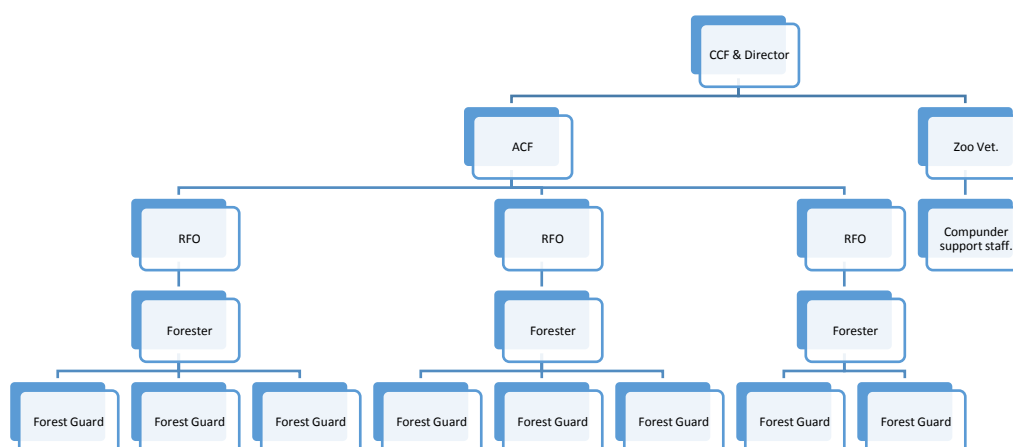 CCF & Director
ACF
Zoo Vet.
RFO
RFO
RFO
Compunder
support staff.
Forester
Forester
Forester
Forest Guard
Forest Guard
Forest Guard
Forest Guard
Forest Guard
Forest Guard
Forest Guard
Forest Guard